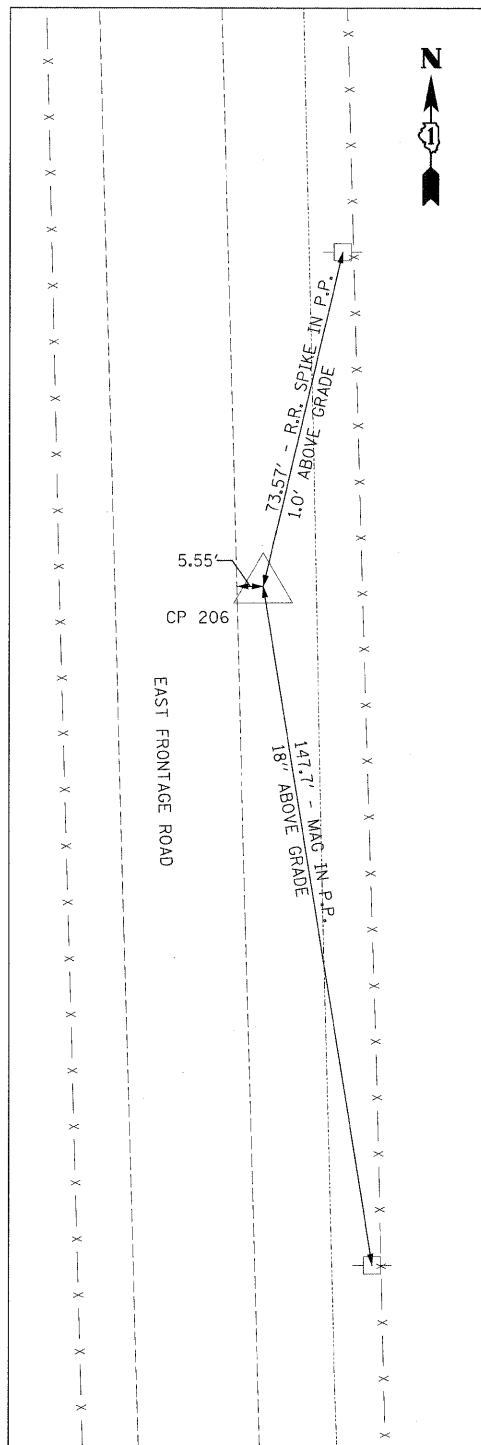 N
1
73.57' - R.R. SPIKE IN P.P.
1.0' ABOVE GRADE
5.55'
CP 206
EAST FRONTAGE ROAD
147.7' - MAG IN P.P.
18" ABOVE GRADE